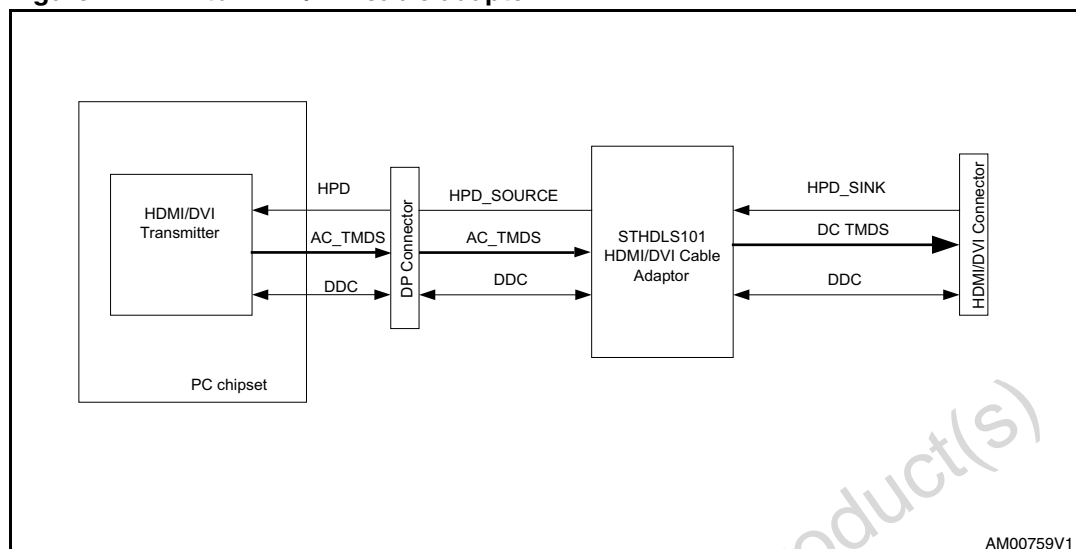 HDMI/DVI
Transmitter
PC chipset
HPD
AC_TMDS
DDC
DP Connector
HPD_SOURCE
AC_TMDS
DDC
STHDLS101
HDMI/DVI Cable
Adaptor
HPD_SINK
DC TMDS
DDC
HDMI/DVI Connector
AM00759V1